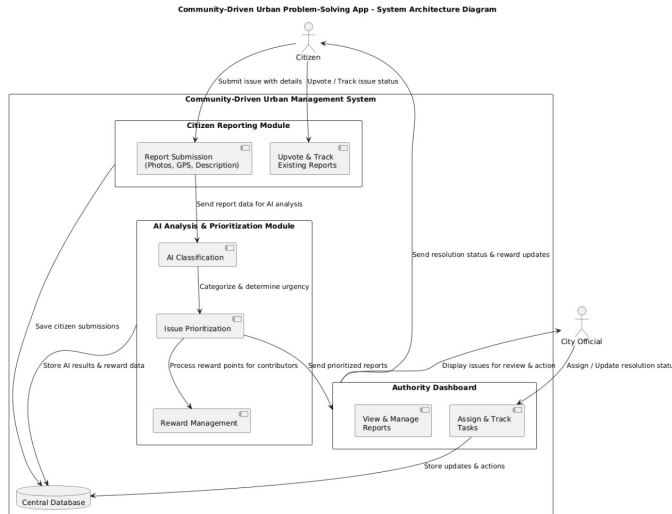 Community-Driven Urban Problem-Solving App - System Architecture Diagram
Citizen
Submit issue with details
Upvote / Track issue status
Community-Driven Urban Management System
Citizen Reporting Module
Report Submission
(Photos, GPS, Description)
Upvote & Track
Existing Reports
Send report data for AI analysis
AI Analysis & Prioritization Module
AI Classification
Send resolution status & reward updates
Categorize & determine urgency
Issue Prioritization
City Official
Save citizen submissions
Store AI results & reward data
Process reward points for contributors
Send prioritized reports
Display issues for review & action
Assign / Update resolution status
Authority Dashboard
Reward Management
View & Manage
Reports
Assign & Track
Tasks
Store updates & actions
Central Database